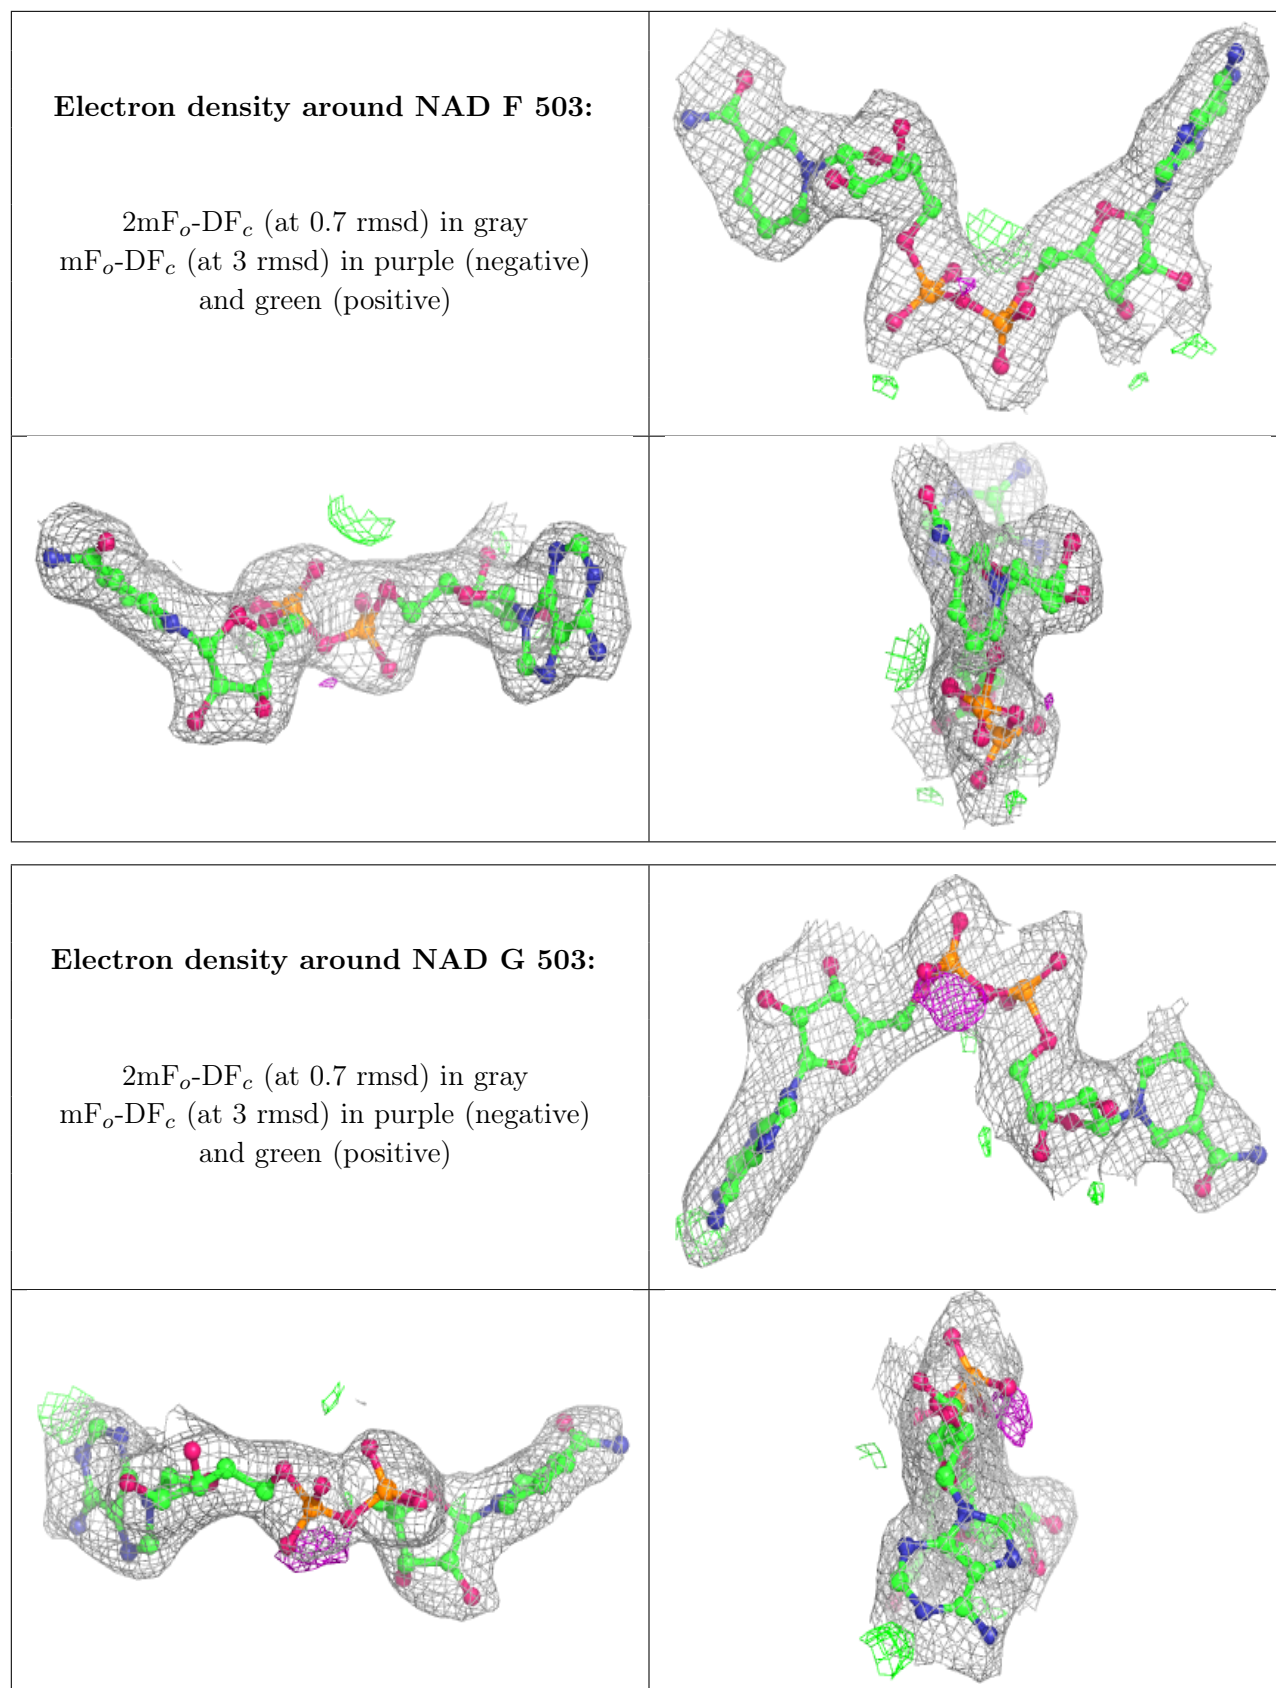 Electron density around NAD F 503:
2mFo-DFc (at 0.7 rmsd) in gray
mFo-DFc (at 3 rmsd) in purple (negative)
and green (positive)
Electron density around NAD G 503:
2mFo-DFc (at 0.7 rmsd) in gray
mFo-DFc (at 3 rmsd) in purple (negative)
and green (positive)